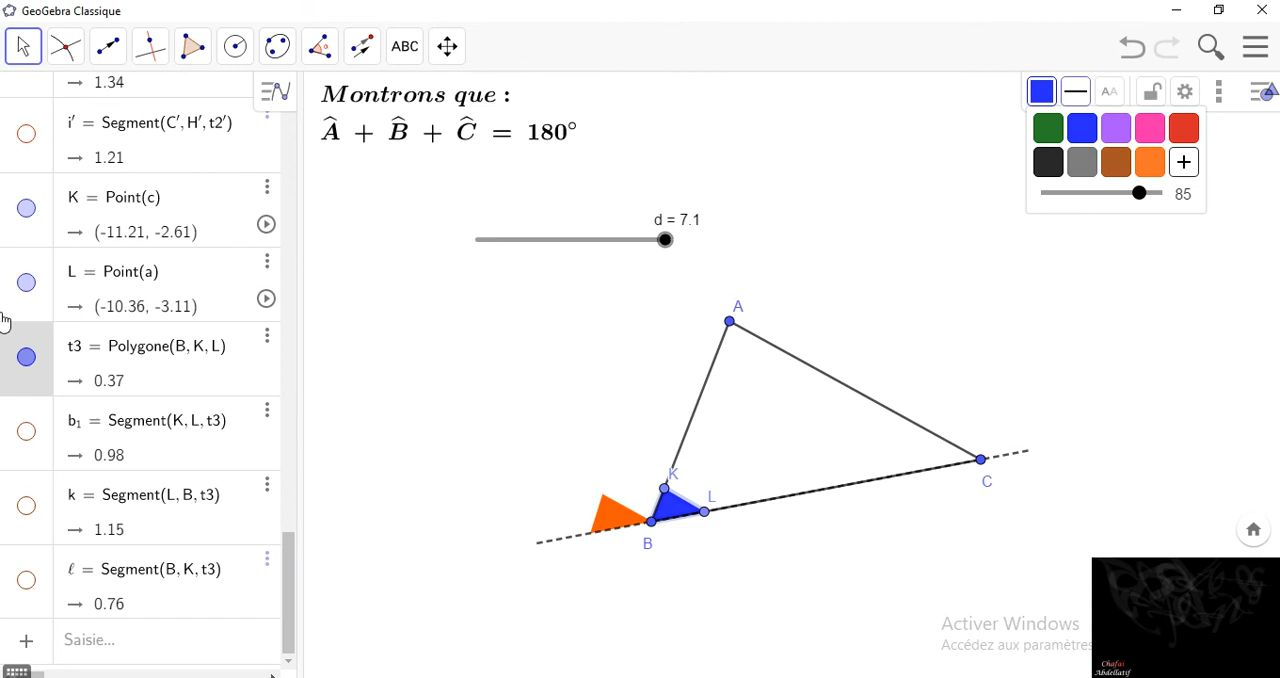 GeoGebra Classique
ABC
→ 1.34
i′ = Segment(C′, H′, t2′)
→ 1.21
K = Point(c)
→ (-11.21, -2.61)
L = Point(a)
→ (-10.36, -3.11)
t3 = Polygone(B, K, L)
→ 0.37
b₁ = Segment(K, L, t3)
→ 0.98
k = Segment(L, B, t3)
→ 1.15
ℓ = Segment(B, K, t3)
→ 0.76
+ Saisie...
Montrons que :
Â + B̂ + Ĉ = 180°
d = 7.1
A
K
L
B
C
AA
+
85
Activer Windows
Accédez aux paramètres
Chafai
Abdellatif